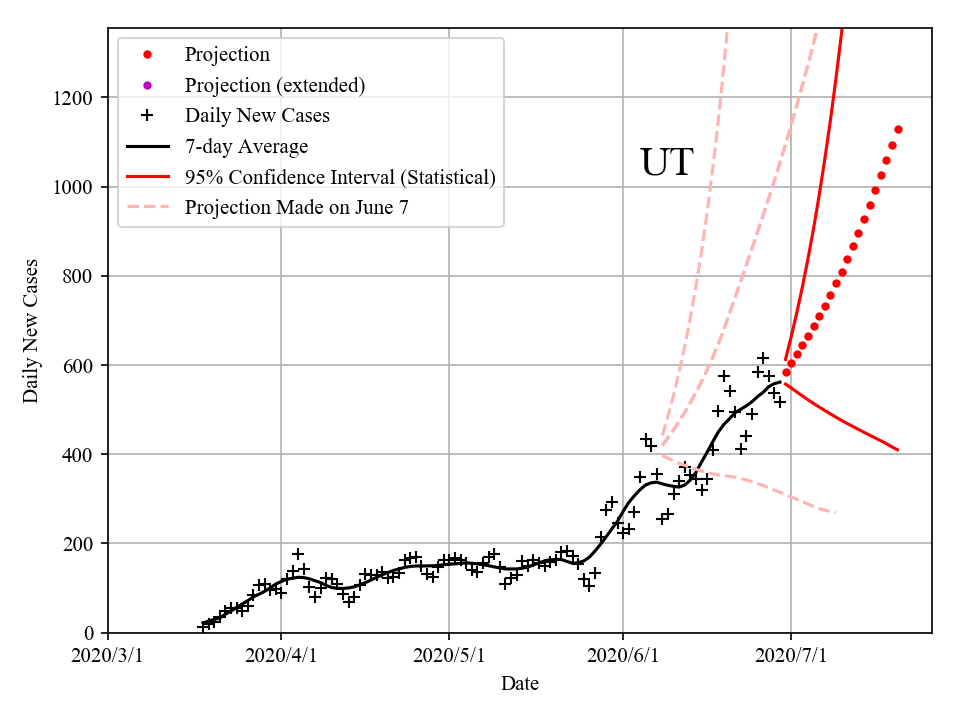 Projection
Projection (extended)
Daily New Cases
7-day Average
95% Confidence Interval (Statistical)
Projection Made on June 7
UT
1200
1000
800
600
400
200
0
Daily New Cases
2020/3/1 2020/4/1 2020/5/1 2020/6/1 2020/7/1
Date